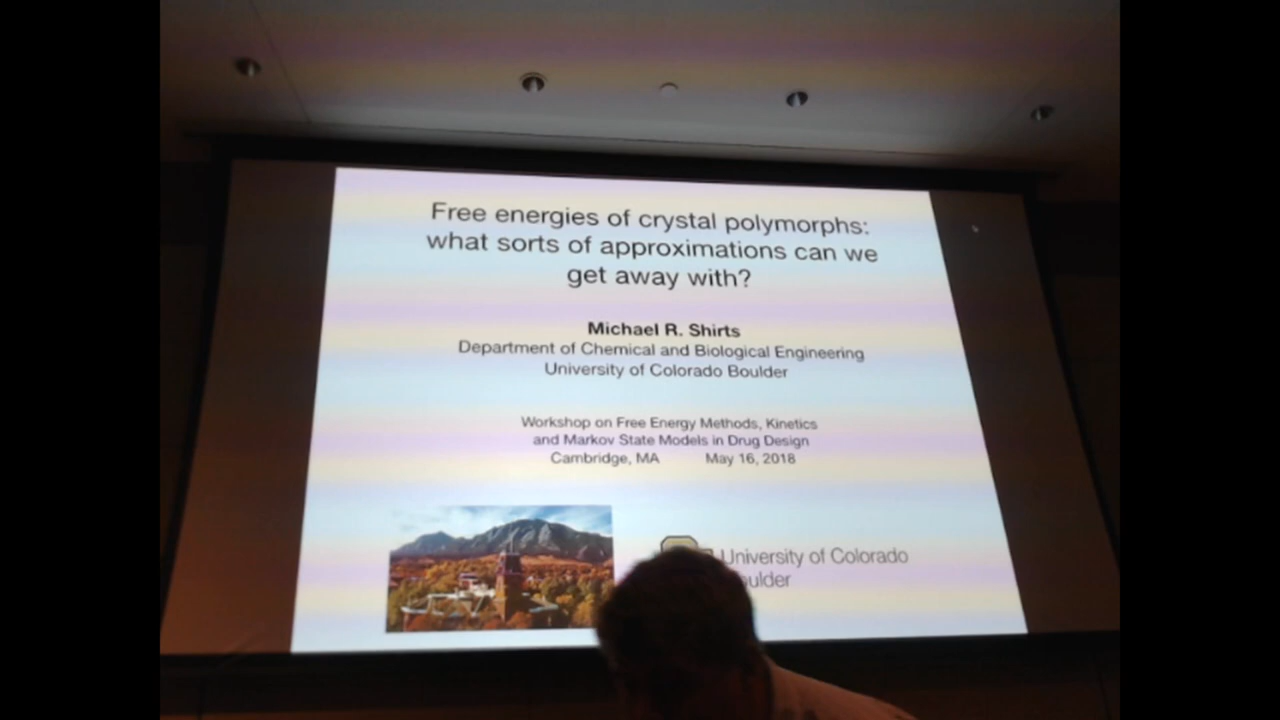 Free energies of crystal polymorphs:
what sorts of approximations can we
get away with?
Michael R. Shirts
Department of Chemical and Biological Engineering
University of Colorado Boulder
Workshop on Free Energy Methods, Kinetics
and Markov State Models in Drug Design
Cambridge, MA May 16, 2018
University of Colorado
oulder